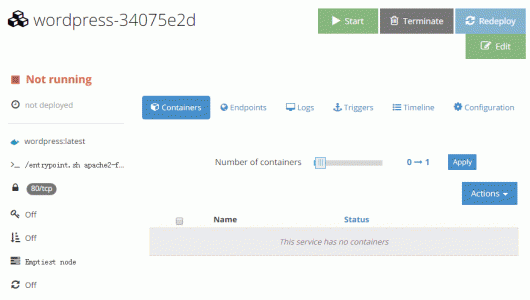 wordpress-34075e2d
Start
Terminate
Redeploy
Edit
Not running
not deployed
Containers
Endpoints
Logs
Triggers
Timeline
Configuration
wordpress:latest
>_ /entrypoint.sh apache2-f...
80/tcp
Off
Off
Emptiest node
Off
Number of containers
0 → 1
Apply
Actions
Name
Status
This service has no containers